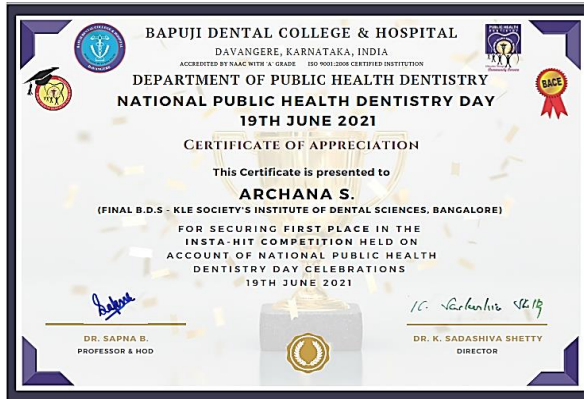 BAPUJI DENTAL COLLEGE & HOSPITAL
DAVANGERE, KARNATAKA, INDIA
ACCREDITED BY NAAC WITH 'A' GRADE ISO 9001:2008 CERTIFIED INSTITUTION
DEPARTMENT OF PUBLIC HEALTH DENTISTRY
BACE
NATIONAL PUBLIC HEALTH DENTISTRY DAY
19TH JUNE 2021
CERTIFICATE OF APPRECIATION
This Certificate is presented to
ARCHANA S.
(FINAL B.D.S - KLE SOCIETY'S INSTITUTE OF DENTAL SCIENCES, BANGALORE)
FOR SECURING FIRST PLACE IN THE
INSTA-HIT COMPETITION HELD ON
ACCOUNT OF NATIONAL PUBLIC HEALTH
DENTISTRY DAY CELEBRATIONS
19TH JUNE 2021
DR. SAPNA B.
PROFESSOR & HOD
DR. K. SADASHIVA SHETTY
DIRECTOR